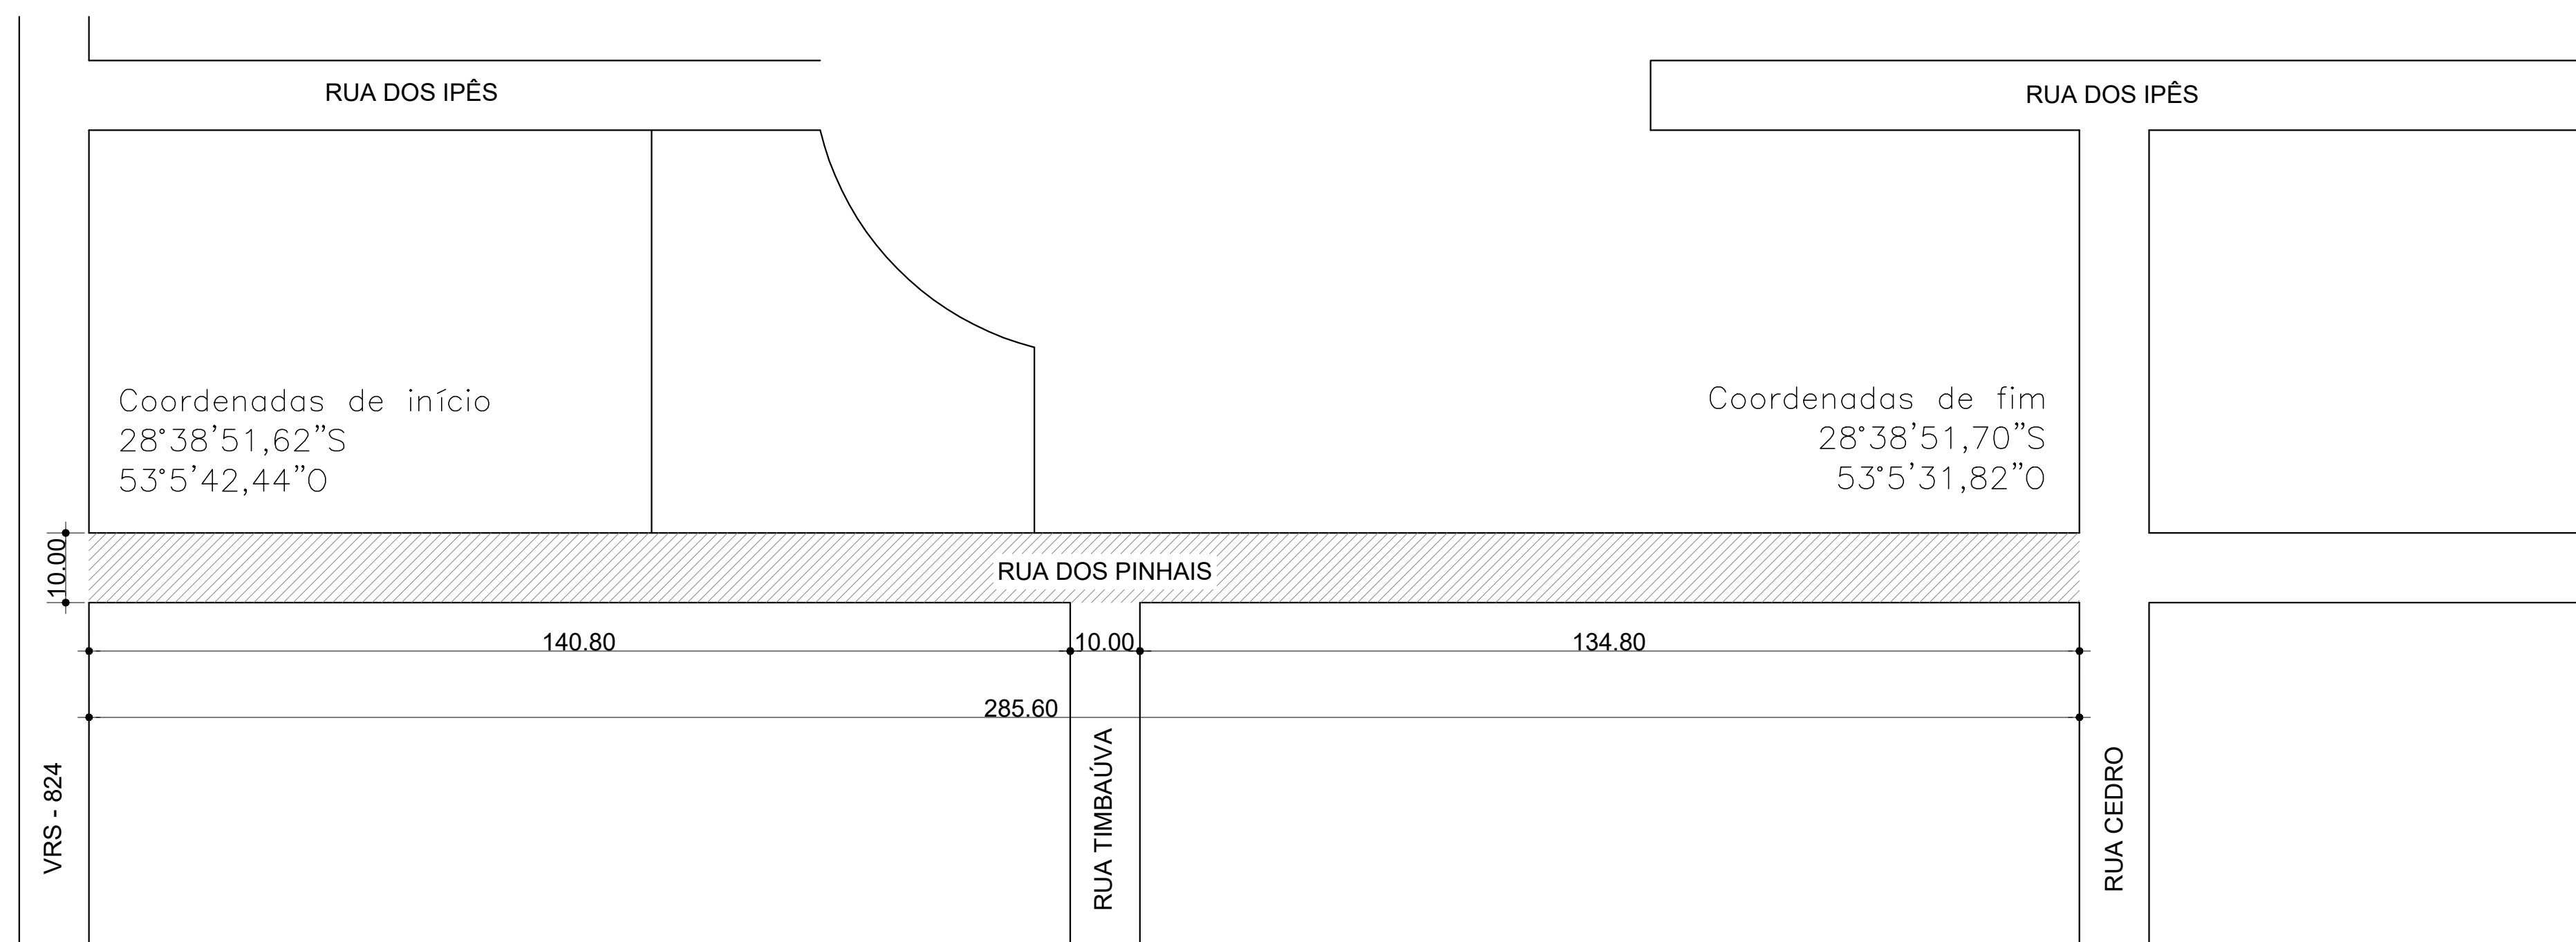 RUA DOS IPÊS
RUA DOS IPÊS
Coordenadas de início
28°38'51,62"S
53°5'42,44"O
Coordenadas de fim
28°38'51,70"S
53°5'31,82"O
10.00
RUA DOS PINHAIS
140.80
10.00
134.80
285.60
VRS - 824
RUA TIMBAÚVA
RUA CEDRO